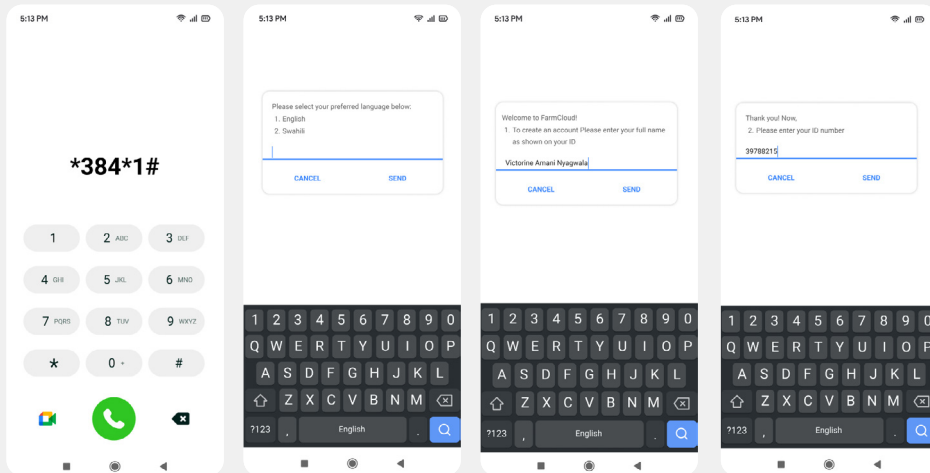 5:13 PM
*384*1#
1 2 ABC 3 DEF
4 GHI 5 JKL 6 MNO
7 PQRS 8 TUV 9 WXYZ
* 0 + #
5:13 PM
Please select your preferred language below:
1. English
2. Swahili
CANCEL SEND
1 2 3 4 5 6 7 8 9 0
Q W E R T Y U I O P
A S D F G H J K L
Z X C V B N M
?123 , English .
5:13 PM
Welcome to FarmCloud!
1. To create an account Please enter your full name
as shown on your ID
Victorine Amani Nyagwala
CANCEL SEND
1 2 3 4 5 6 7 8 9 0
Q W E R T Y U I O P
A S D F G H J K L
Z X C V B N M
?123 , English .
5:13 PM
Thank you! Now,
2. Please enter your ID number
39788215
CANCEL SEND
1 2 3 4 5 6 7 8 9 0
Q W E R T Y U I O P
A S D F G H J K L
Z X C V B N M
?123 , English .